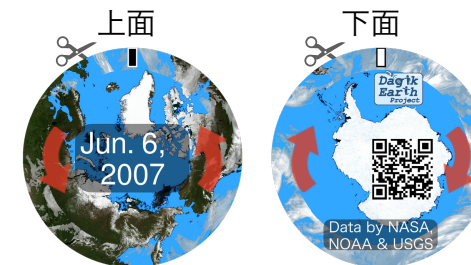 上面
下面
Jun. 6,
2007
Dagik
Earth
Project
Data by NASA,
NOAA & USGS